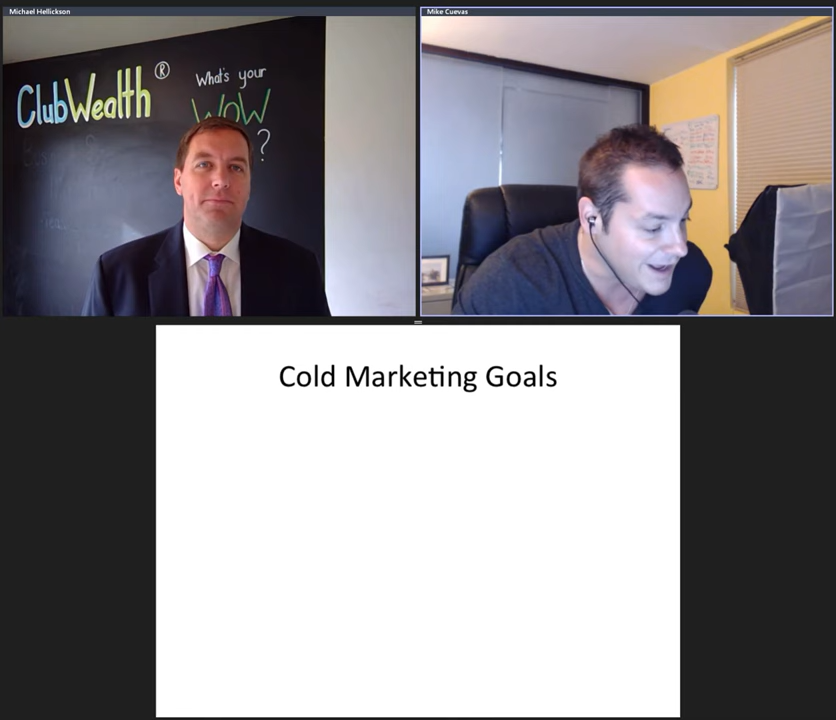 Michael Hellickson
Mike Cuevas
ClubWealth®
What's your
WOW
?
Cold Marketing Goals